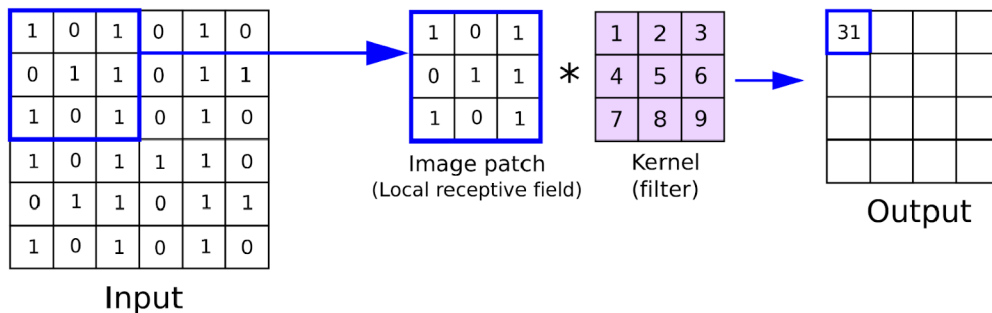 1 0 1 0 1 0
0 1 1 0 1 1
1 0 1 0 1 0
1 0 1 1 1 0
0 1 1 0 1 1
1 0 1 0 1 0
Input
1 0 1
0 1 1
1 0 1
Image patch
(Local receptive field)
*
1 2 3
4 5 6
7 8 9
Kernel
(filter)
31
Output